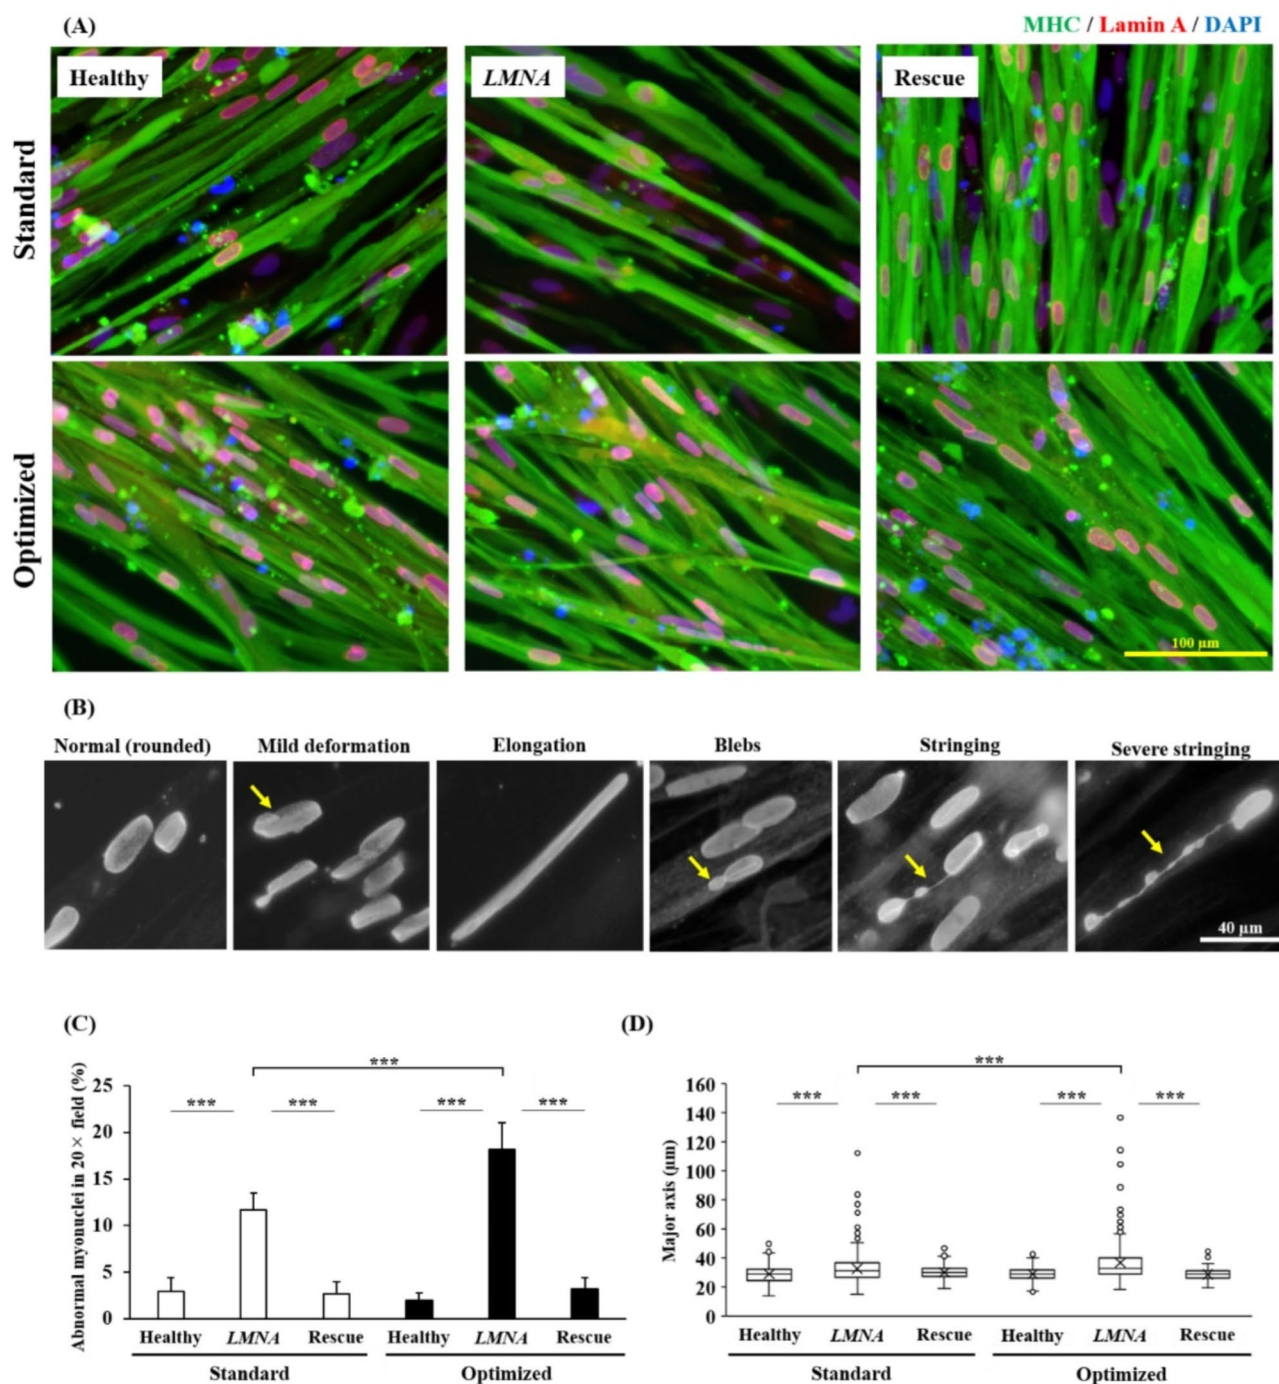 (A)
MHC / Lamin A / DAPI
Healthy
LMNA
Rescue
Standard
Optimized
100 µm
(B)
Normal (rounded)
Mild deformation
Elongation
Blebs
Stringing
Severe stringing
40 µm
(C)
Abnormal myonuclei in 20× field (%)
25
20
15
10
5
0
***
***
***
***
***
Healthy
LMNA
Rescue
Healthy
LMNA
Rescue
Standard
Optimized
(D)
Major axis (µm)
160
140
120
100
80
60
40
20
0
***
***
***
***
***
Healthy
LMNA
Rescue
Healthy
LMNA
Rescue
Standard
Optimized